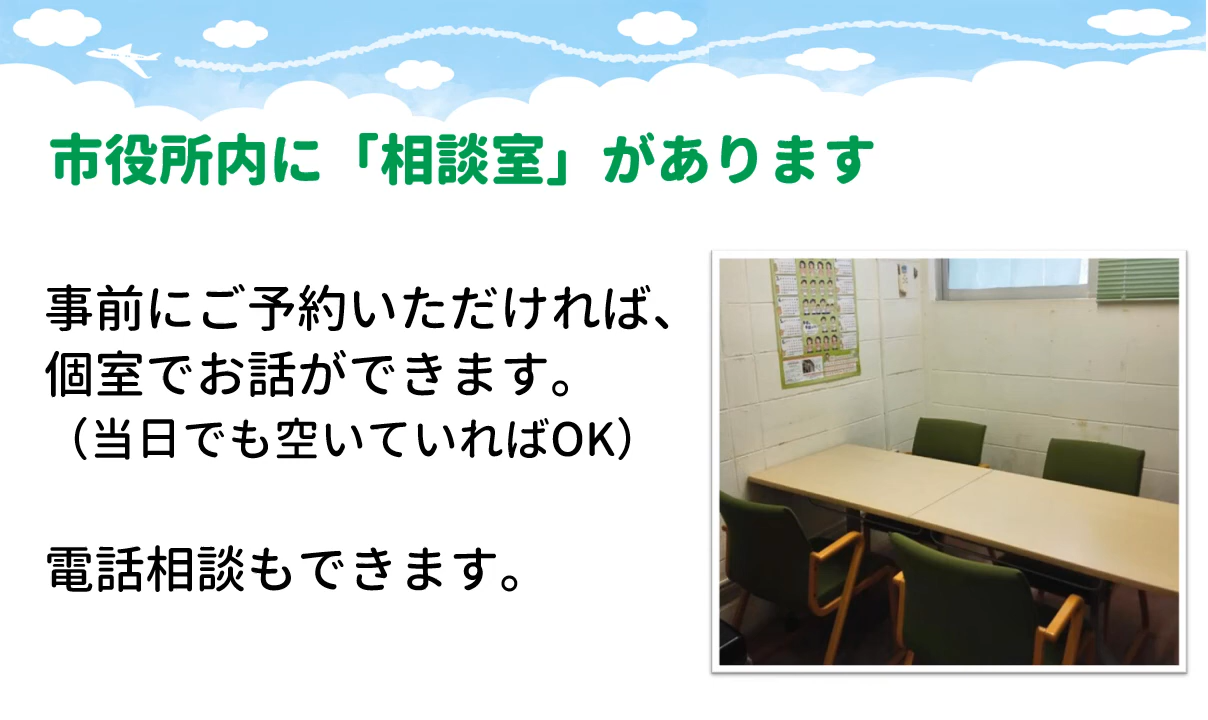 市役所内に「相談室」があります
事前にご予約いただければ、
個室でお話ができます。
（当日でも空いていればOK）
電話相談もできます。